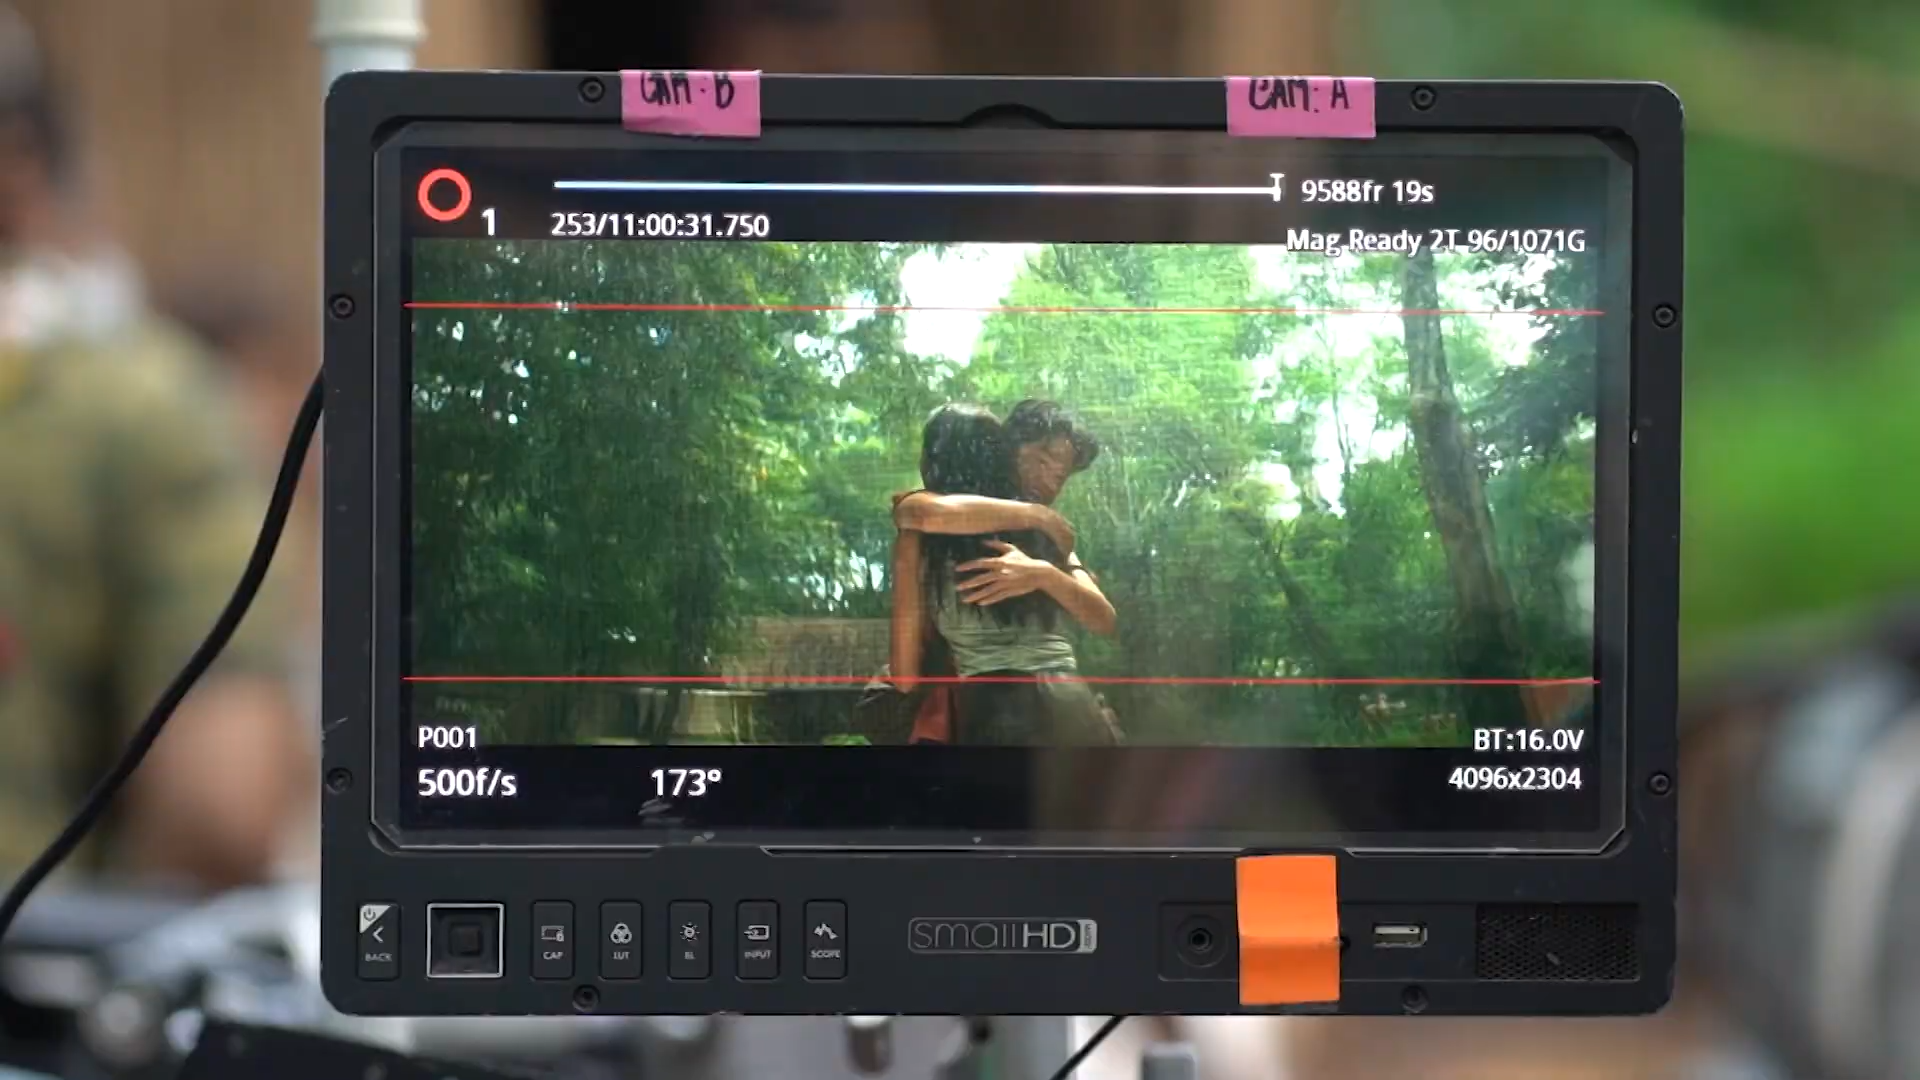 CAM: B
CAM: A
9588fr 19s
1
253/11:00:31.750
Mag Ready 2T 96/1071G
P001
BT:16.0V
500f/s
173°
4096x2304
BACK
CAP
LUT
BL
INPUT
SCOPE
smallHD